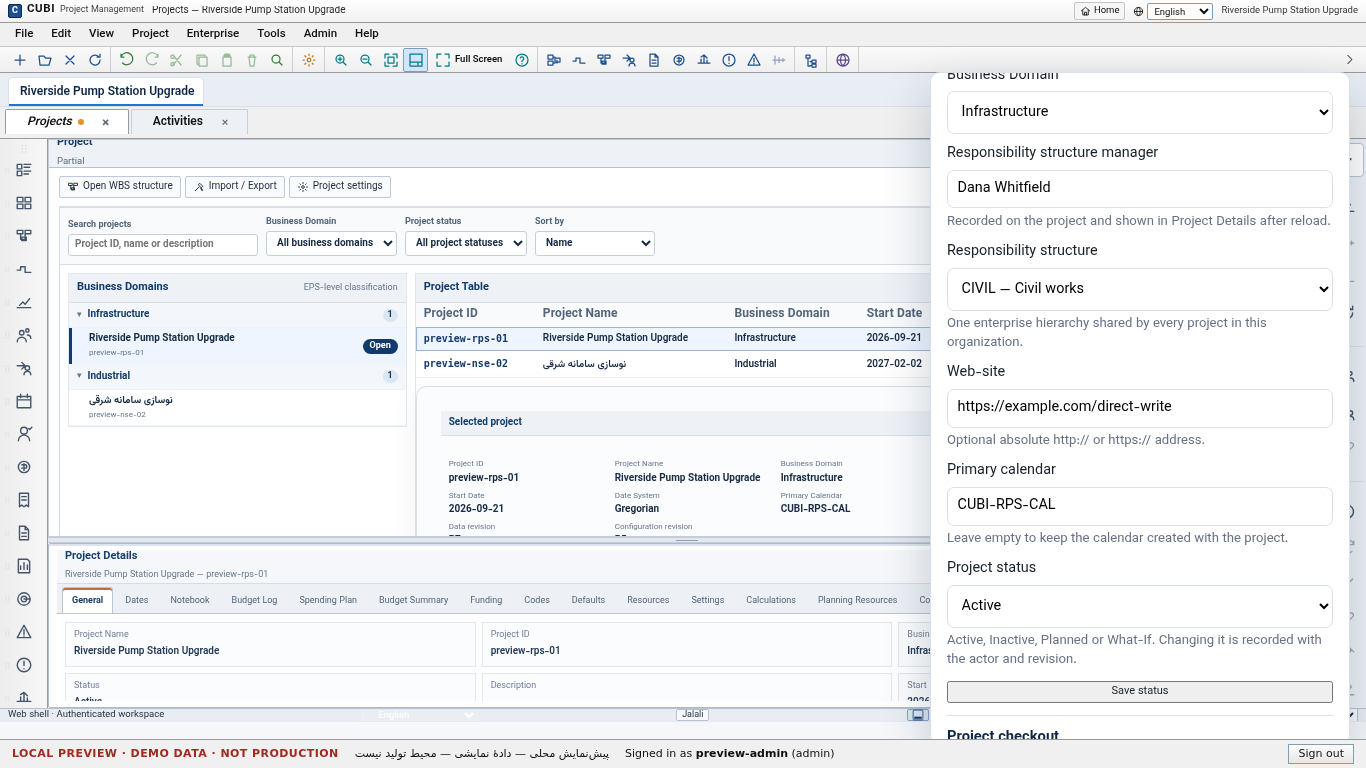 CUBI Project Management Projects — Riverside Pump Station Upgrade
Home English Riverside Pump Station Upgrade
File Edit View Project Enterprise Tools Admin Help
Full Screen
Riverside Pump Station Upgrade
Projects × Activities ×
Project
Partial
Open WBS structure Import / Export Project settings
Search projects Business Domain Project status Sort by
Project ID, name or description All business domains All project statuses Name
Business Domains EPS-level classification
Infrastructure 1
Riverside Pump Station Upgrade
preview-rps-01
Open
Industrial 1
نوسازی سامانه شرقی
preview-nse-02
Project Table
Project ID Project Name Business Domain Start Date
preview-rps-01 Riverside Pump Station Upgrade Infrastructure 2026-09-21
preview-nse-02 نوسازی سامانه شرقی Industrial 2027-02-02
Selected project
Project ID Project Name Business Domain
preview-rps-01 Riverside Pump Station Upgrade Infrastructure
Start Date Date System Primary Calendar
2026-09-21 Gregorian CUBI-RPS-CAL
Data revision Configuration revision
Project Details
Riverside Pump Station Upgrade — preview-rps-01
General Dates Notebook Budget Log Spending Plan Budget Summary Funding Codes Defaults Resources Settings Calculations Planning Resources Co
Project Name Project ID Busin
Riverside Pump Station Upgrade preview-rps-01 Infras
Status Description Start
Active 2026
Business Domain
Infrastructure
Responsibility structure manager
Dana Whitfield
Recorded on the project and shown in Project Details after reload.
Responsibility structure
CIVIL — Civil works
One enterprise hierarchy shared by every project in this
organization.
Web-site
https://example.com/direct-write
Optional absolute http:// or https:// address.
Primary calendar
CUBI-RPS-CAL
Leave empty to keep the calendar created with the project.
Project status
Active
Active, Inactive, Planned or What-If. Changing it is recorded with
the actor and revision.
Save status
Project checkout
Web shell · Authenticated workspace English Jalali
LOCAL PREVIEW · DEMO DATA · NOT PRODUCTION پیش‌نمایش محلی — دادهٔ نمایشی — محیط تولید نیست Signed in as preview-admin (admin) Sign out